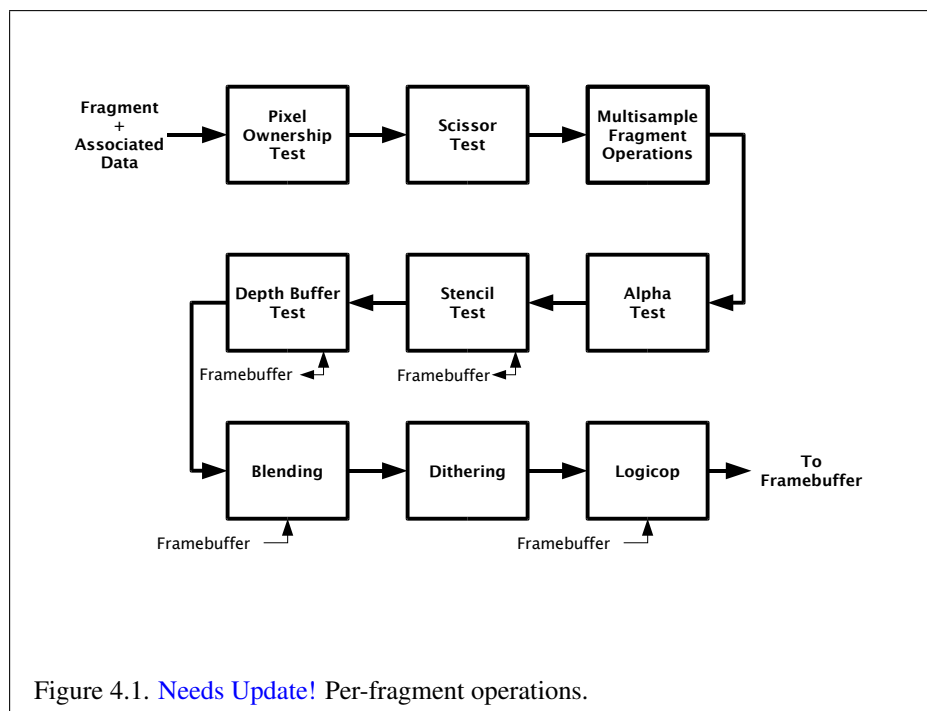 Fragment
+
Associated
Data
Pixel
Ownership
Test
Scissor
Test
Multisample
Fragment
Operations
Depth Buffer
Test
Stencil
Test
Alpha
Test
Framebuffer
Framebuffer
Blending
Dithering
Logicop
To
Framebuffer
Framebuffer
Framebuffer
Figure 4.1. Needs Update! Per-fragment operations.